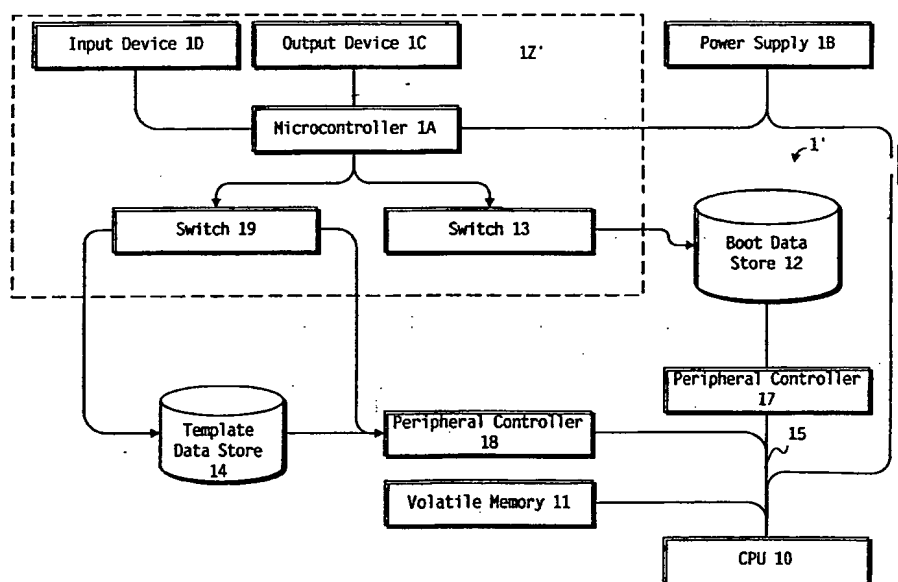 Input Device 1D
Output Device 1C
1Z'
Power Supply 1B
Microcontroller 1A
1'
Switch 19
Switch 13
Boot Data
Store 12
Peripheral Controller
17
Template
Data Store
14
Peripheral Controller
18
15
Volatile Memory 11
CPU 10